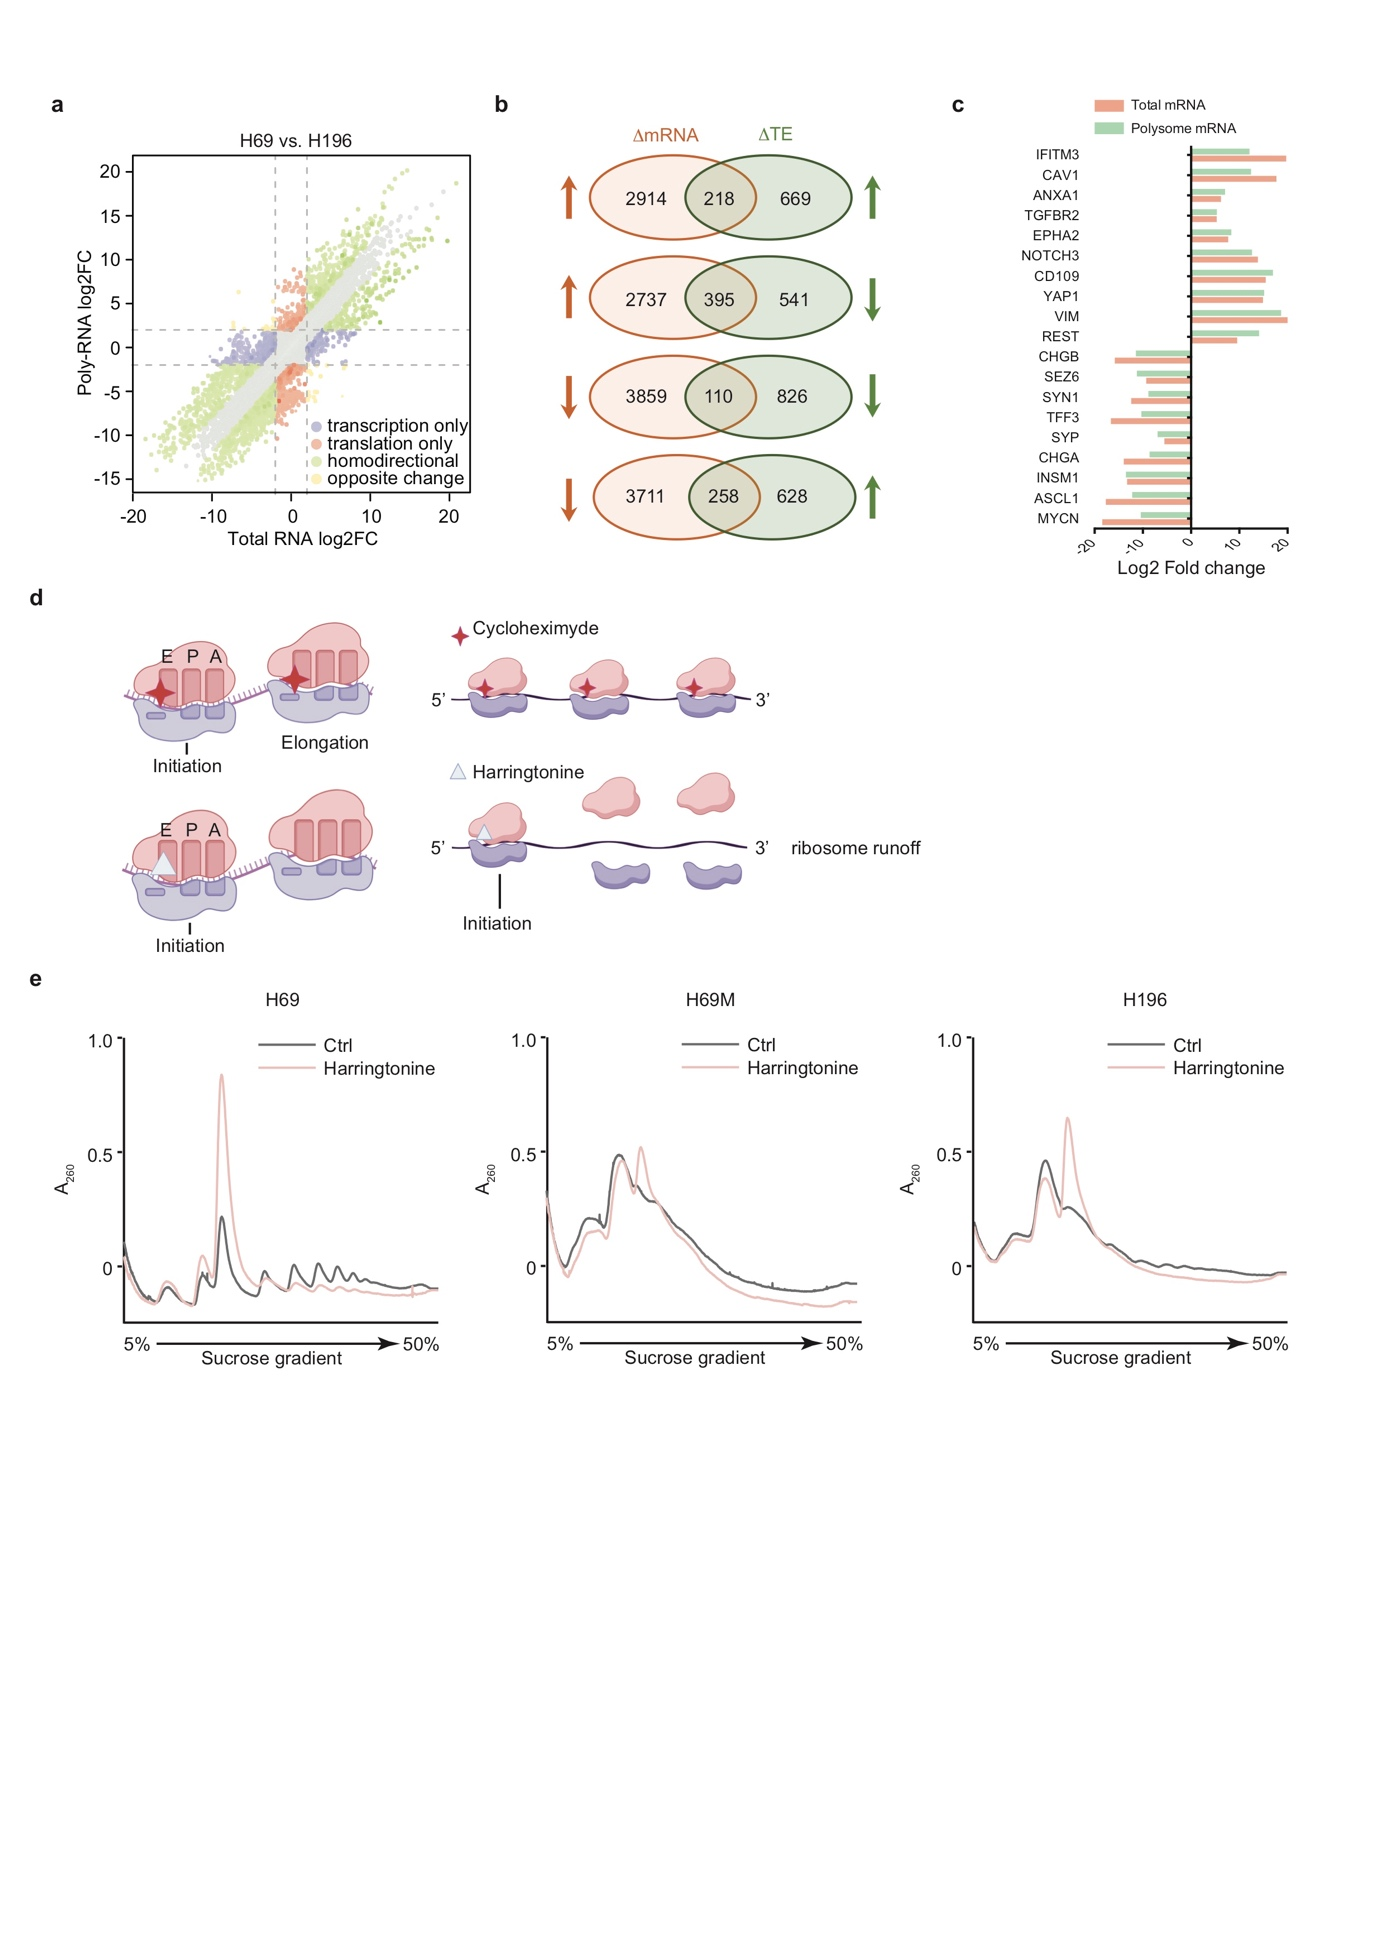 a
H69 vs. H196
Poly-RNA log2FC
20
15
10
5
0
-5
-10
-15
transcription only
translation only
homodirectional
opposite change
-20 -10 0 10 20
Total RNA log2FC
b
ΔmRNA ΔTE
2914 218 669
2737 395 541
3859 110 826
3711 258 628
c
Total mRNA
Polysome mRNA
IFITM3
CAV1
ANXA1
TGFBR2
EPHA2
NOTCH3
CD109
YAP1
VIM
REST
CHGB
SEZ6
SYN1
TFF3
SYP
CHGA
INSM1
ASCL1
MYCN
-20 -10 0 10 20
Log2 Fold change
d
E P A
Initiation
Elongation
Cycloheximyde
5’ 3’
E P A
Initiation
Harringtonine
5’ 3’ ribosome runoff
Initiation
e
H69
A260
1.0
0.5
0
Ctrl
Harringtonine
5% 50%
Sucrose gradient
H69M
A260
1.0
0.5
0
Ctrl
Harringtonine
5% 50%
Sucrose gradient
H196
A260
1.0
0.5
0
Ctrl
Harringtonine
5% 50%
Sucrose gradient